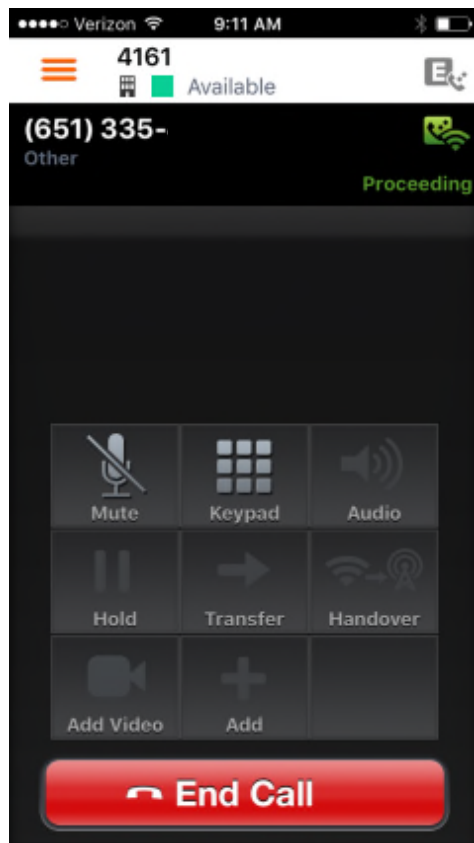 Verizon 9:11 AM
4161
Available
E
(651) 335-
Other
Proceeding
Mute Keypad Audio
Hold Transfer Handover
Add Video Add
End Call